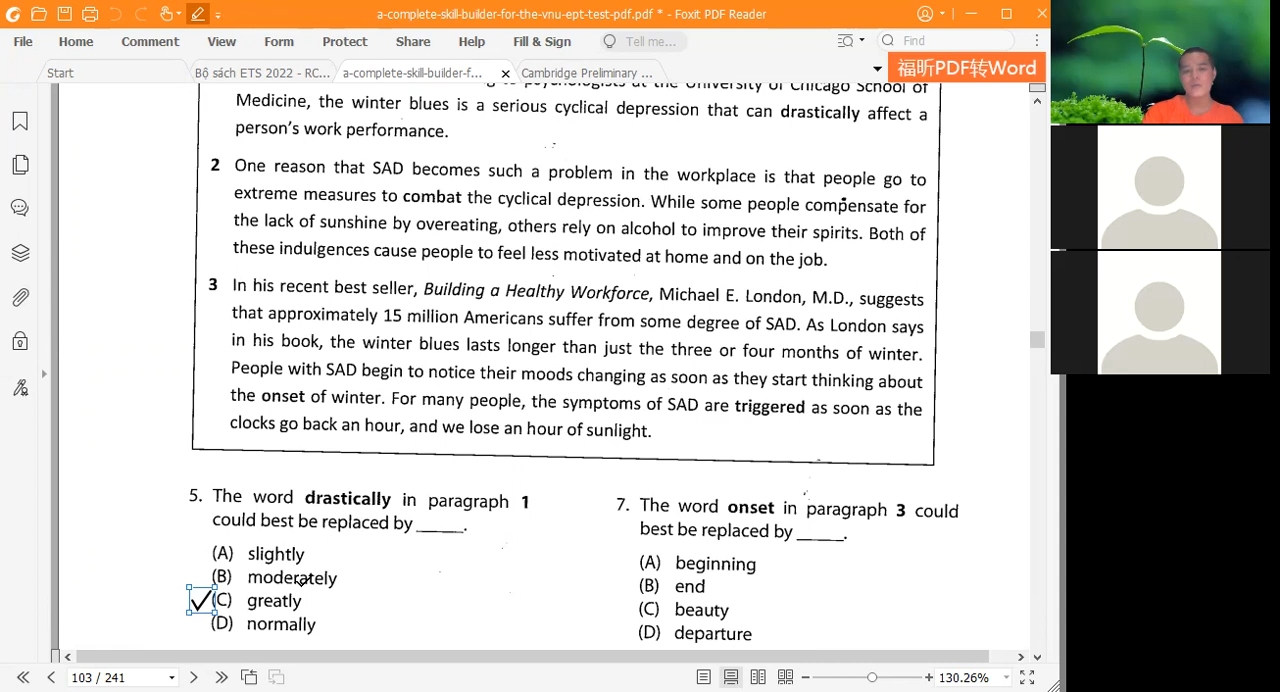 a-complete-skill-builder-for-the-vnu-ept-test-pdf.pdf * - Foxit PDF Reader
File Home Comment View Form Protect Share Help Fill & Sign Tell me... Find
Start Bộ sách ETS 2022 - RC... a-complete-skill-builder-f... Cambridge Preliminary ... 福昕PDF转Word
psychologists at the University of Chicago School of
Medicine, the winter blues is a serious cyclical depression that can drastically affect a
person's work performance.
2 One reason that SAD becomes such a problem in the workplace is that people go to
extreme measures to combat the cyclical depression. While some people compensate for
the lack of sunshine by overeating, others rely on alcohol to improve their spirits. Both of
these indulgences cause people to feel less motivated at home and on the job.
3 In his recent best seller, Building a Healthy Workforce, Michael E. London, M.D., suggests
that approximately 15 million Americans suffer from some degree of SAD. As London says
in his book, the winter blues lasts longer than just the three or four months of winter.
People with SAD begin to notice their moods changing as soon as they start thinking about
the onset of winter. For many people, the symptoms of SAD are triggered as soon as the
clocks go back an hour, and we lose an hour of sunlight.
5. The word drastically in paragraph 1
could best be replaced by _____.
(A) slightly
(B) moderately
(C) greatly
(D) normally
7. The word onset in paragraph 3 could
best be replaced by _____.
(A) beginning
(B) end
(C) beauty
(D) departure
103 / 241
130.26%